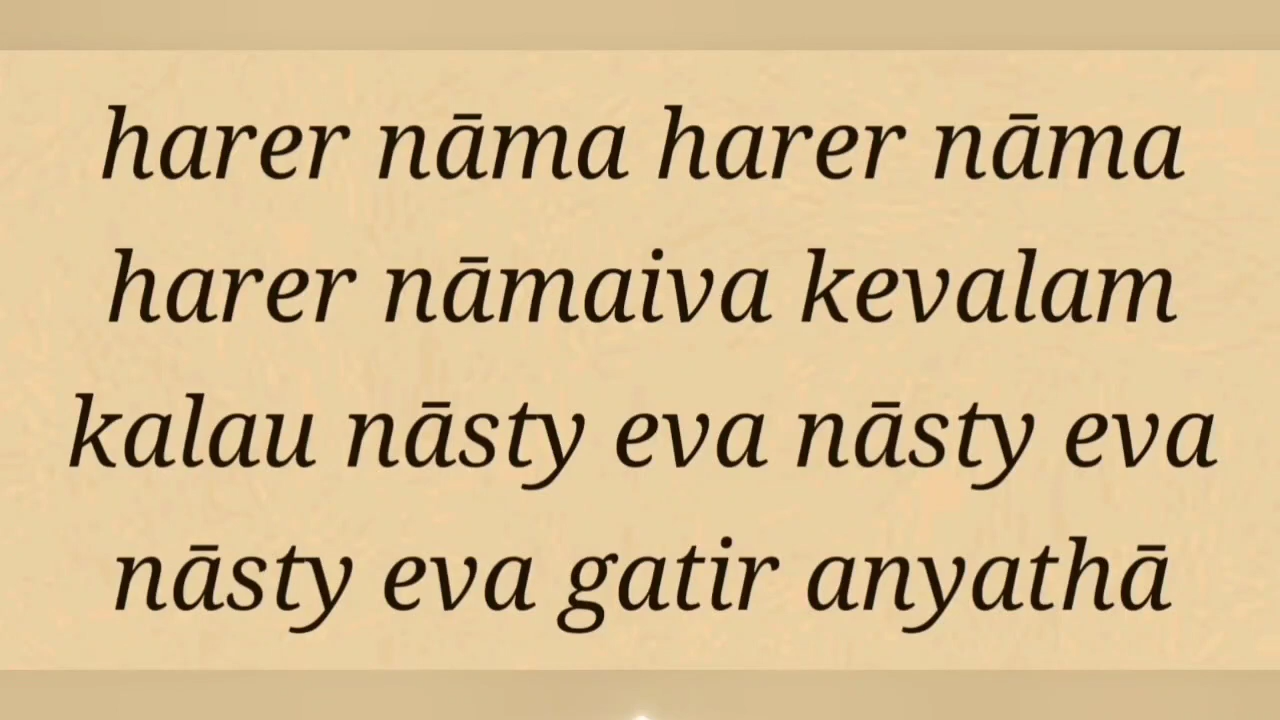 harer nāma harer nāma
harer nāmaiva kevalam
kalau nāsty eva nāsty eva
nāsty eva gatir anyathā